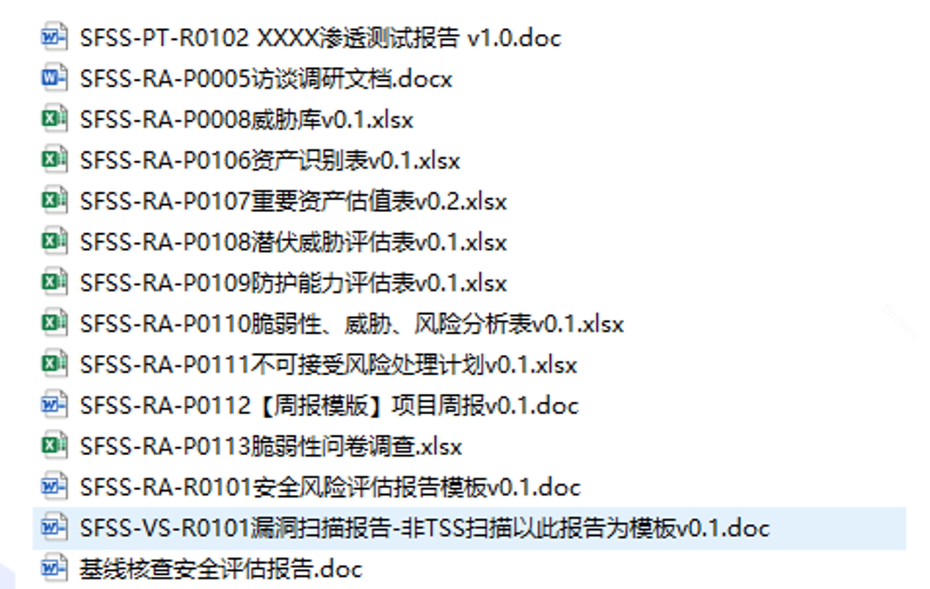 SFSS-PT-R0102 XXXX渗透测试报告 v1.0.doc
SFSS-RA-P0005访谈调研文档.docx
SFSS-RA-P0008威胁库v0.1.xlsx
SFSS-RA-P0106资产识别表v0.1.xlsx
SFSS-RA-P0107重要资产估值表v0.2.xlsx
SFSS-RA-P0108潜伏威胁评估表v0.1.xlsx
SFSS-RA-P0109防护能力评估表v0.1.xlsx
SFSS-RA-P0110脆弱性、威胁、风险分析表v0.1.xlsx
SFSS-RA-P0111不可接受风险处理计划v0.1.xlsx
SFSS-RA-P0112【周报模版】项目周报v0.1.doc
SFSS-RA-P0113脆弱性问卷调查.xlsx
SFSS-RA-R0101安全风险评估报告模板v0.1.doc
SFSS-VS-R0101漏洞扫描报告-非TSS扫描以此报告为模板v0.1.doc
基线核查安全评估报告.doc